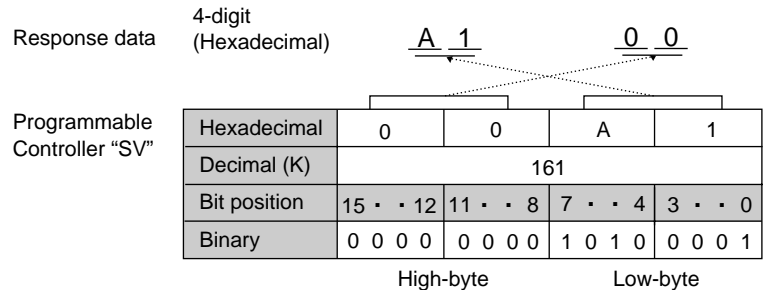 4-digit
Response data (Hexadecimal) A 1 0 0
Programmable
Controller “SV”
Hexadecimal 0 0 A 1
Decimal (K) 161
Bit position 15 · · 12 11 · · 8 7 · · 4 3 · · 0
Binary 0 0 0 0 0 0 0 0 1 0 1 0 0 0 0 1
High-byte Low-byte